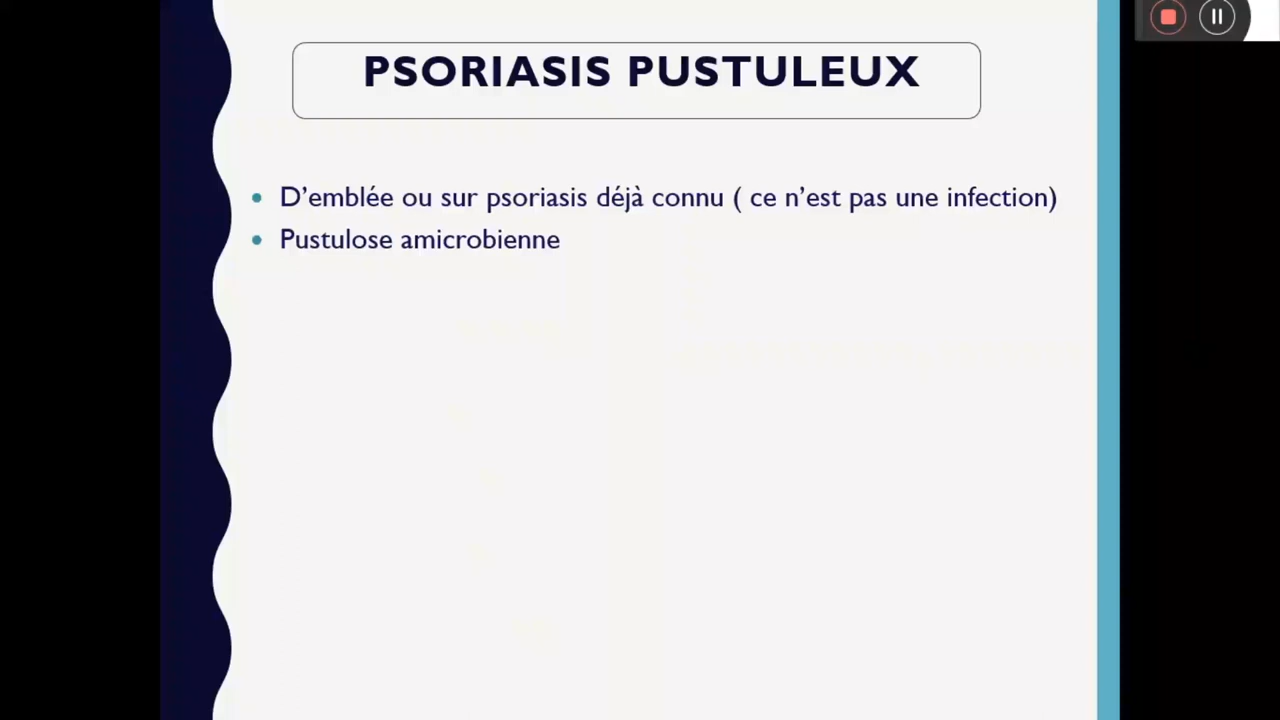 PSORIASIS PUSTULEUX
D’emblée ou sur psoriasis déjà connu ( ce n’est pas une infection)
Pustulose amicrobienne